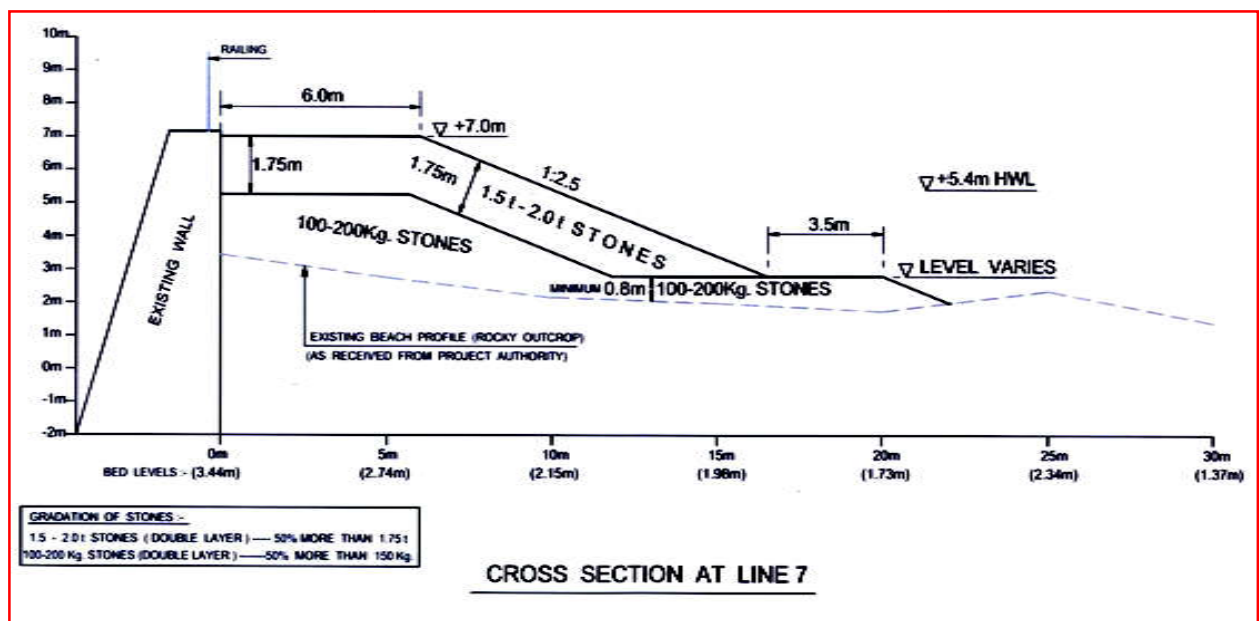 10m
9m
8m
7m
6m
5m
4m
3m
2m
1m
0m
-1m
-2m
RAILING
6.0m
+7.0m
1.75m
1.75m
1:2.5
1.5t-2.0t STONES
+5.4m HWL
100-200Kg. STONES
3.5m
LEVEL VARIES
MINIMUM 0.8m 100-200Kg. STONES
EXISTING WALL
EXISTING BEACH PROFILE (ROCKY OUTCROP)
(AS RECEIVED FROM PROJECT AUTHORITY)
0m 5m 10m 15m 20m 25m 30m
BED LEVELS:- (3.44m) (2.74m) (2.15m) (1.98m) (1.73m) (2.34m) (1.37m)
GRADATION OF STONES :-
1.5 - 2.0t STONES (DOUBLE LAYER) ---- 50% MORE THAN 1.75t
100-200 Kg. STONES (DOUBLE LAYER) ----50% MORE THAN 150 Kg.
CROSS SECTION AT LINE 7